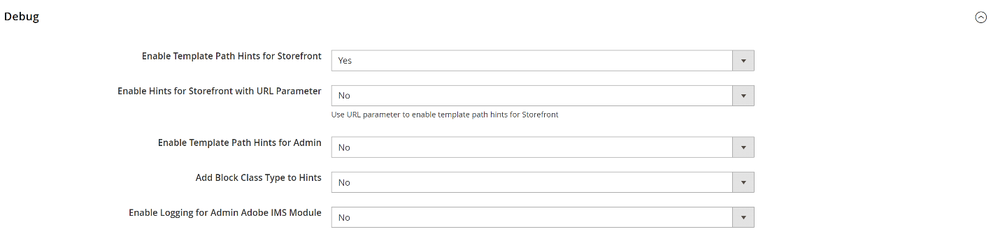 Debug
Enable Template Path Hints for Storefront
Yes
Enable Hints for Storefront with URL Parameter
No
Use URL parameter to enable template path hints for Storefront
Enable Template Path Hints for Admin
No
Add Block Class Type to Hints
No
Enable Logging for Admin Adobe IMS Module
No